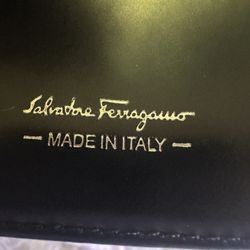 Salvatore Ferragamo
— MADE IN ITALY —